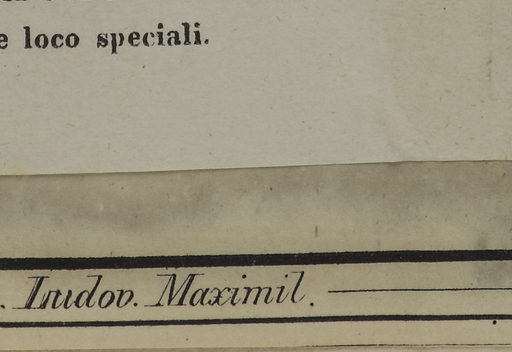 e loco speciali.
. Ludov. Maximil.